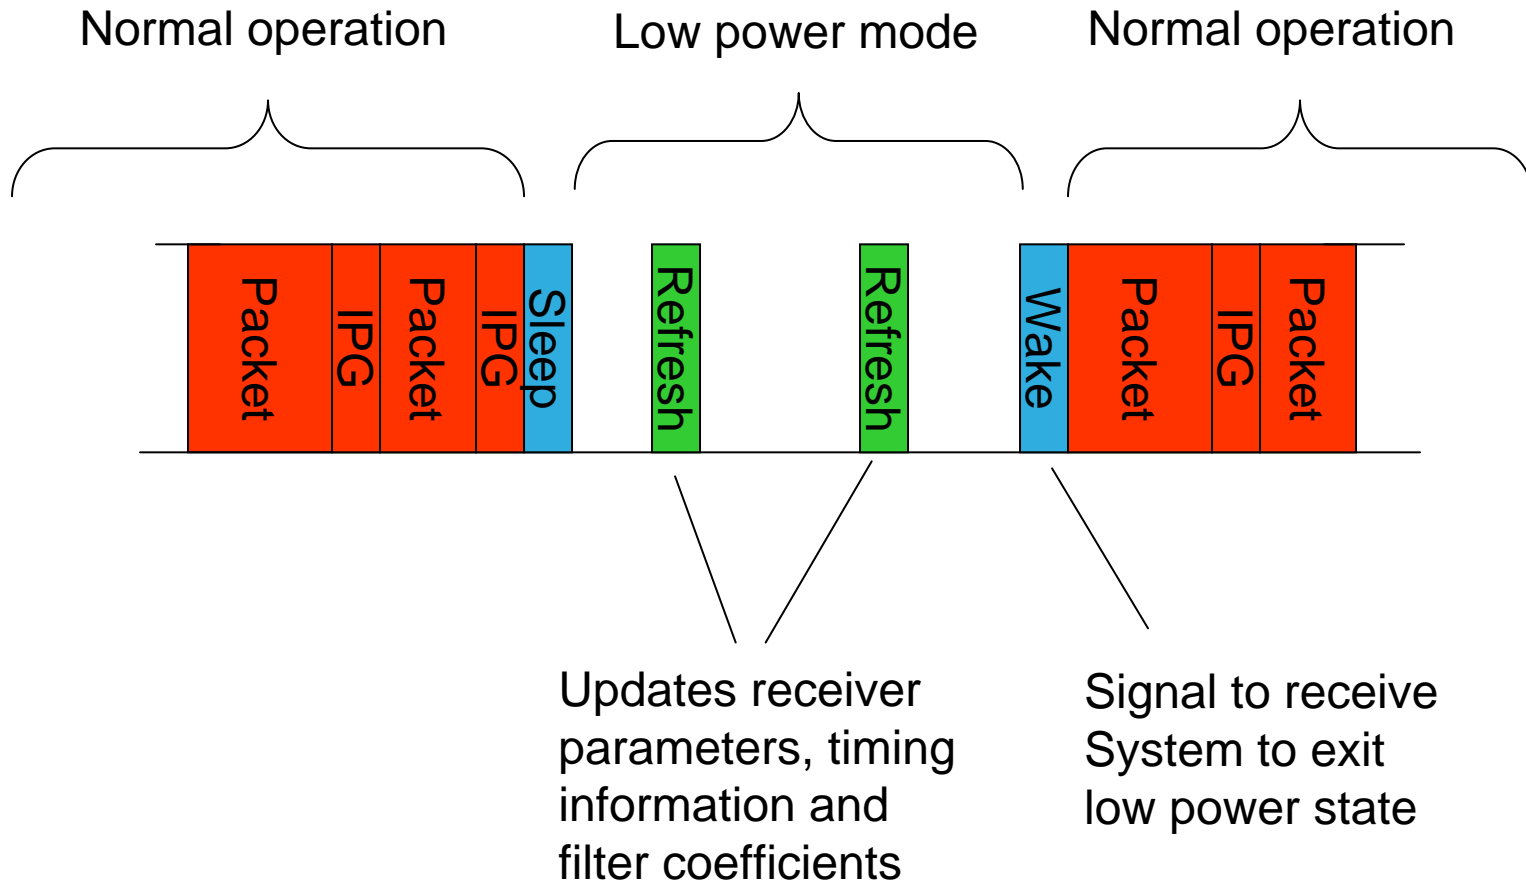 Normal operation
Low power mode
Normal operation
Packet
IPG
Packet
IPG
Sleep
Refresh
Refresh
Wake
Packet
IPG
Packet
Updates receiver
parameters, timing
information and
filter coefficients
Signal to receive
System to exit
low power state